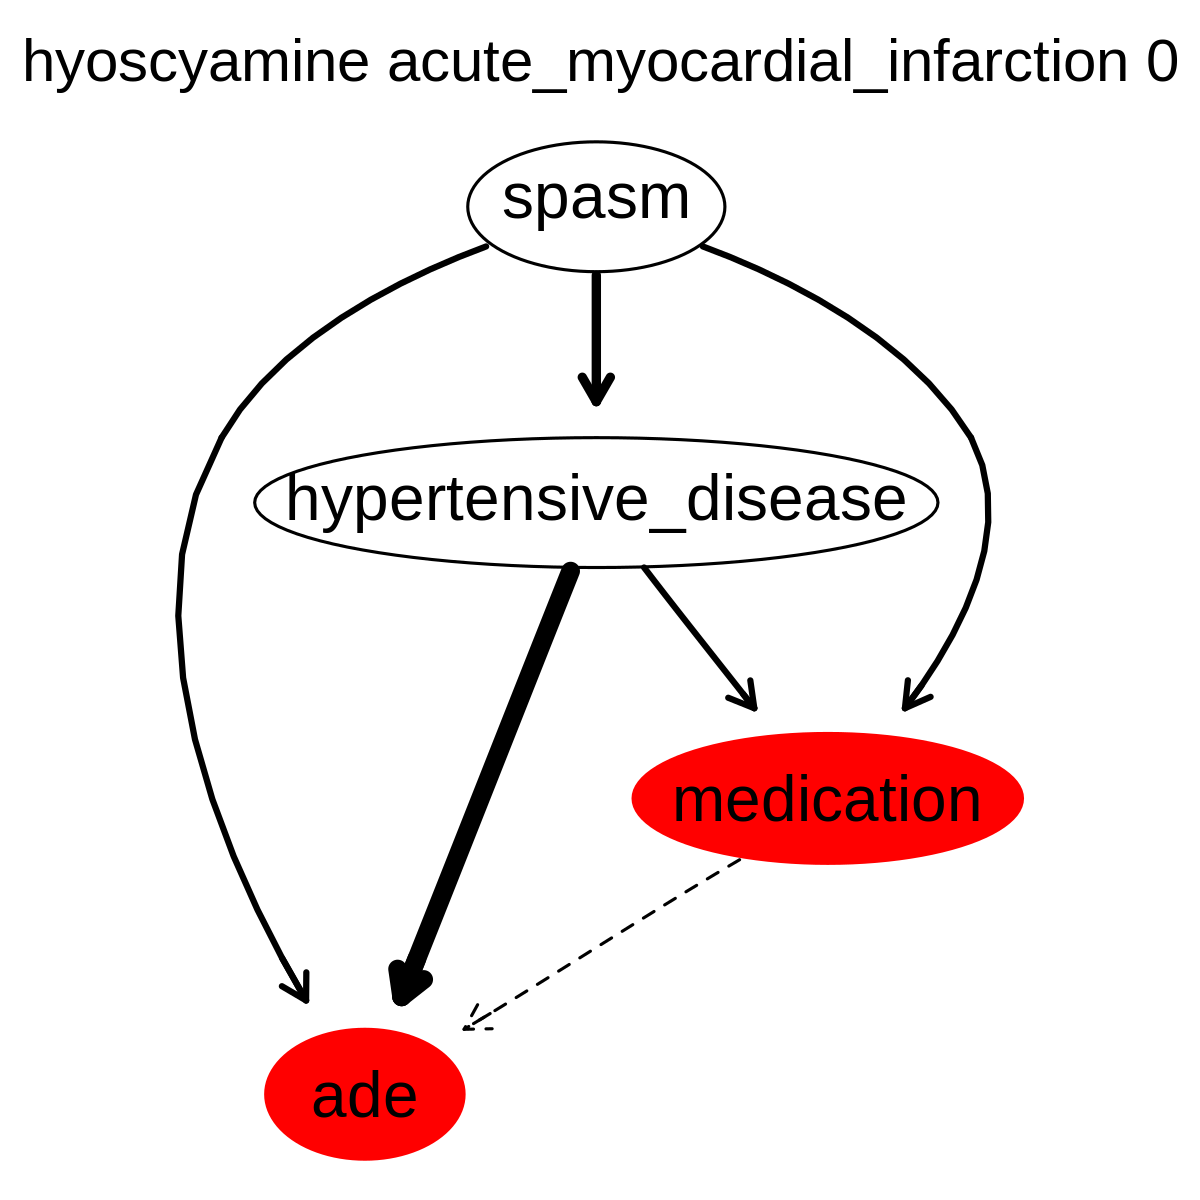 hyoscyamine acute_myocardial_infarction 0
spasm
hypertensive_disease
medication
ade